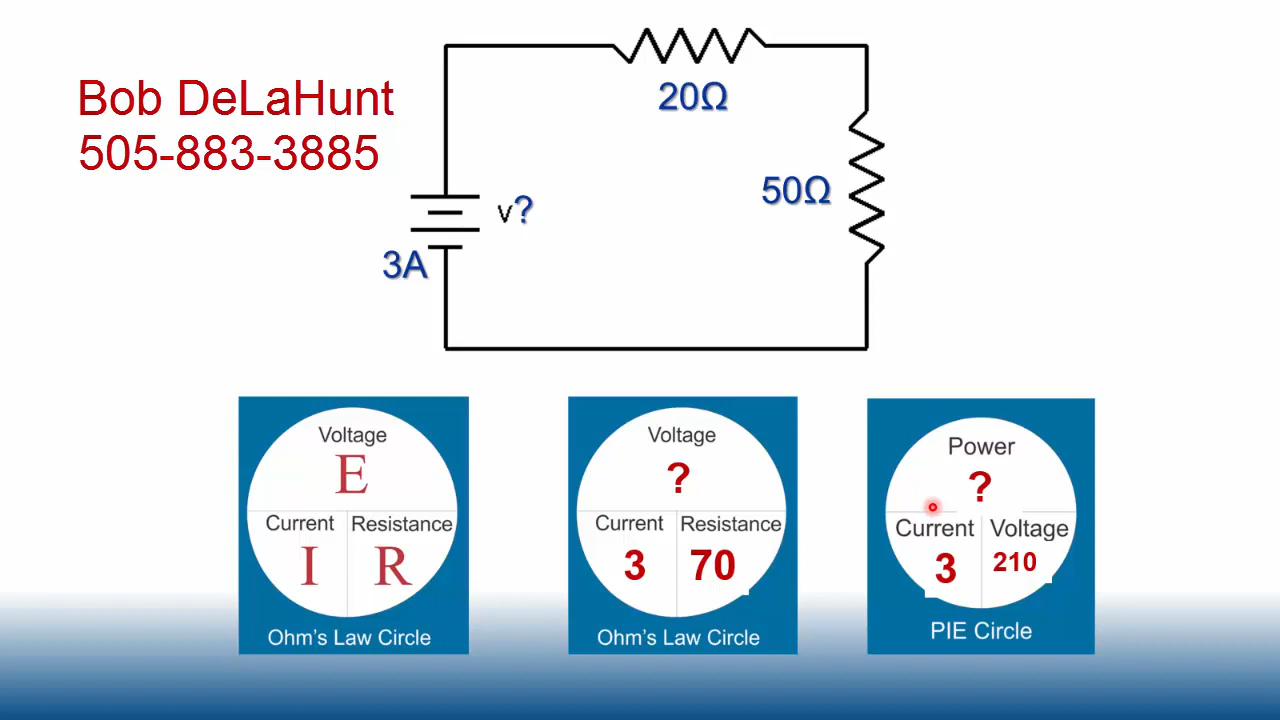 Bob DeLaHunt
505-883-3885
20Ω
50Ω
v?
3A
Voltage
E
Current
Resistance
I
R
Ohm's Law Circle
Voltage
?
Current
Resistance
3
70
Ohm's Law Circle
Power
?
Current
Voltage
3
210
PIE Circle